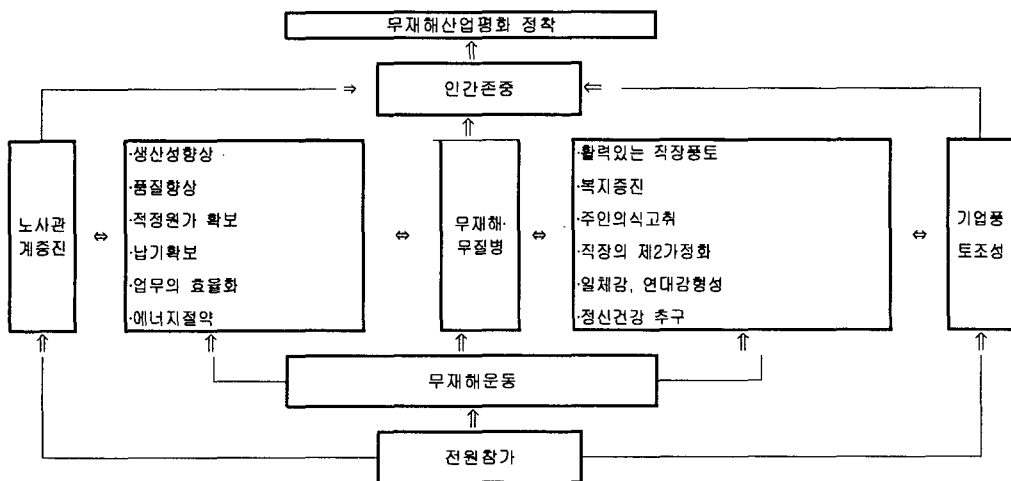 무재해산업평화 정착
인간존중
노사관
계증진
·생산성향상
·품질향상
·적정원가 확보
·납기확보
·업무의 효율화
·에너지절약
무재해·
무질병
·활력있는 직장풍토
·복지증진
·주인의식고취
·직장의 제2가정화
·일체감, 연대감형성
·정신건강 추구
기업풍
토조성
무재해운동
전원참가